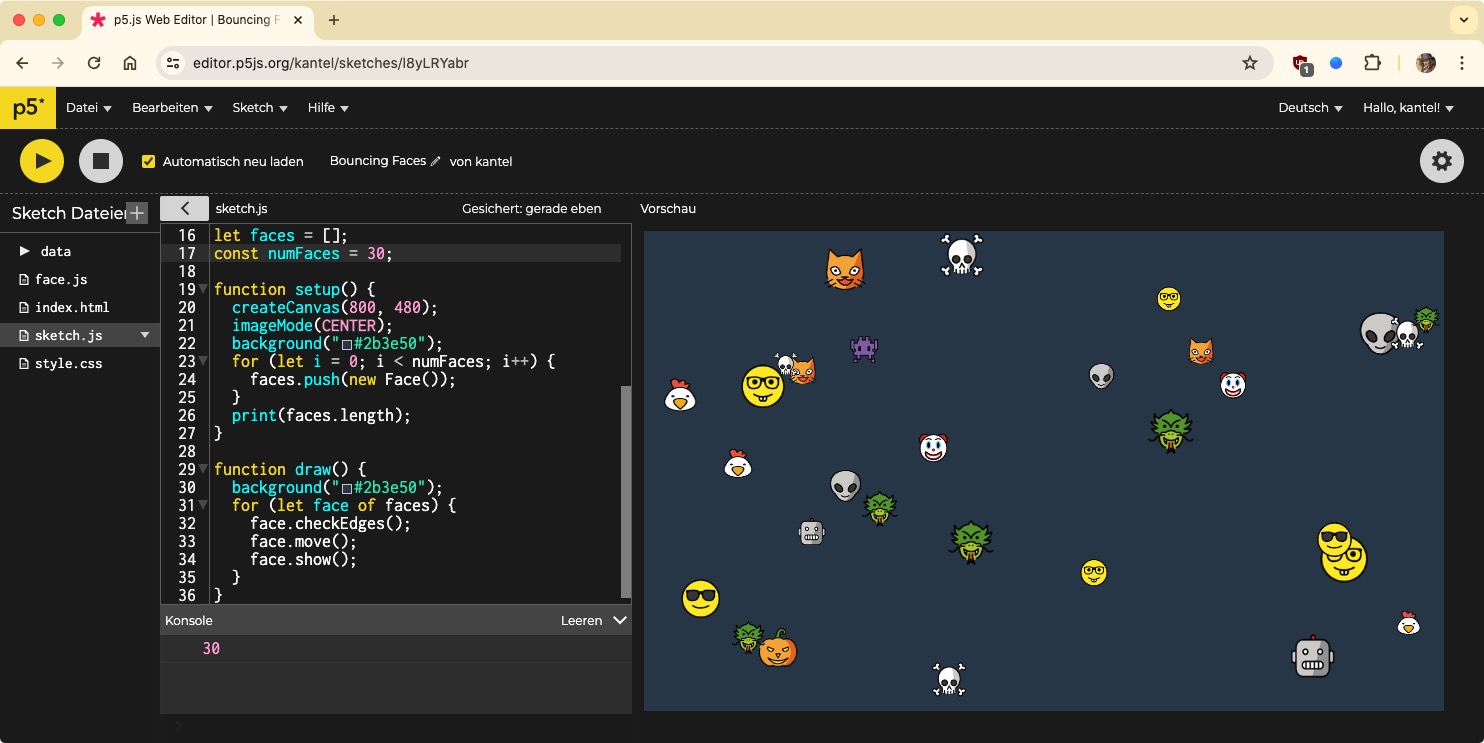 p5.js Web Editor | Bouncing F
editor.p5js.org/kantel/sketches/l8yLRYabr
1
p5* Datei Bearbeiten Sketch Hilfe Deutsch Hallo, kantel!
Automatisch neu laden Bouncing Faces von kantel
Sketch Dateien
data
face.js
index.html
sketch.js
style.css
sketch.js Gesichert: gerade eben
16 let faces = [];
17 const numFaces = 30;
18
19 function setup() {
20   createCanvas(800, 480);
21   imageMode(CENTER);
22   background("#2b3e50");
23   for (let i = 0; i < numFaces; i++) {
24     faces.push(new Face());
25   }
26   print(faces.length);
27 }
28
29 function draw() {
30   background("#2b3e50");
31   for (let face of faces) {
32     face.checkEdges();
33     face.move();
34     face.show();
35   }
36 }
Konsole Leeren
30
Vorschau